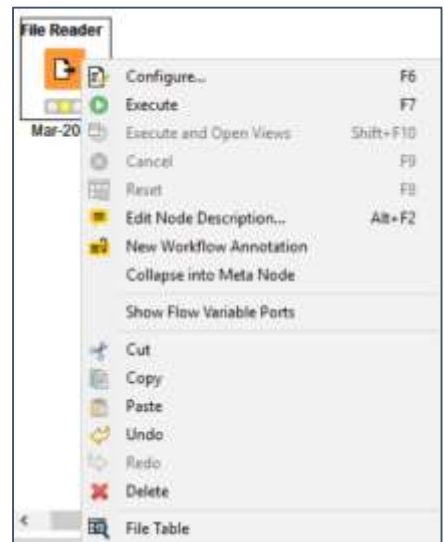 File Reader
Mar-20
Configure... F6
Execute F7
Execute and Open Views Shift+F10
Cancel F9
Reset F8
Edit Node Description... Alt+F2
New Workflow Annotation
Collapse into Meta Node
Show Flow Variable Ports
Cut
Copy
Paste
Undo
Redo
Delete
File Table